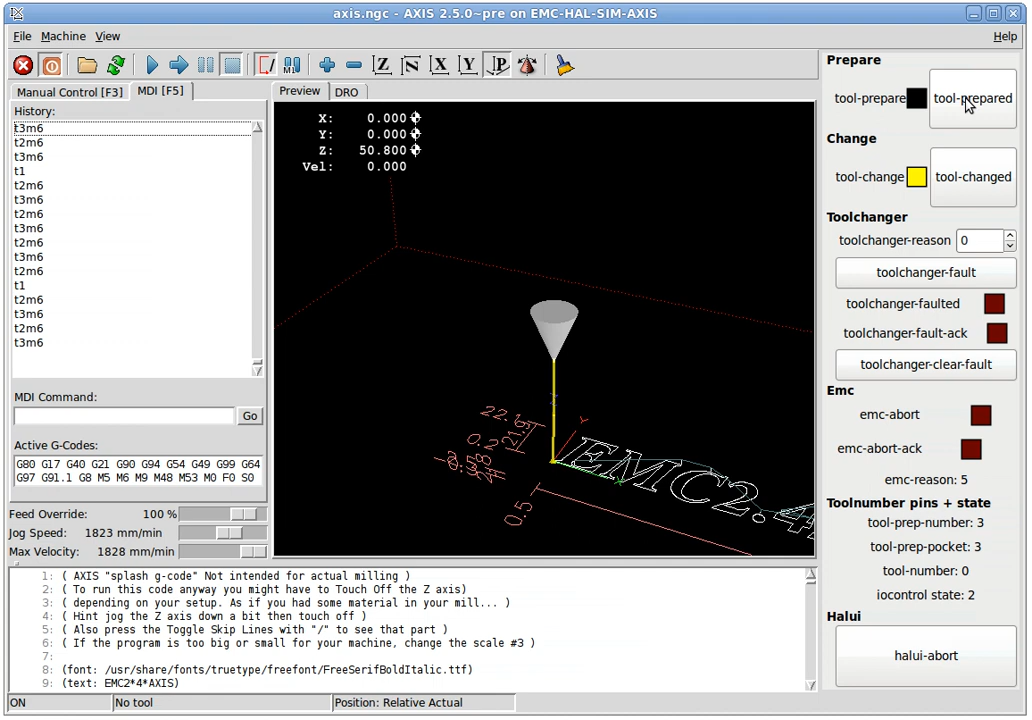 axis.ngc - AXIS 2.5.0~pre on EMC-HAL-SIM-AXIS
File Machine View Help
Manual Control [F3] MDI [F5]
History:
t3m6
t2m6
t3m6
t1
t2m6
t3m6
t2m6
t3m6
t2m6
t3m6
t2m6
t1
t2m6
t3m6
t2m6
t3m6
MDI Command:
Go
Active G-Codes:
G80 G17 G40 G21 G90 G94 G54 G49 G99 G64
G97 G91.1 G8 M5 M6 M9 M48 M53 M0 F0 S0
Feed Override: 100 %
Jog Speed: 1823 mm/min
Max Velocity: 1828 mm/min
Preview DRO
X: 0.000
Y: 0.000
Z: 50.800
Vel: 0.000
22.1
21.9
0.2
0.5
X
Y
EMC2.4
Prepare
tool-prepare tool-prepared
Change
tool-change tool-changed
Toolchanger
toolchanger-reason 0
toolchanger-fault
toolchanger-faulted
toolchanger-fault-ack
toolchanger-clear-fault
Emc
emc-abort
emc-abort-ack
emc-reason: 5
Toolnumber pins + state
tool-prep-number: 3
tool-prep-pocket: 3
tool-number: 0
iocontrol state: 2
Halui
halui-abort
1: ( AXIS "splash g-code" Not intended for actual milling )
2: ( To run this code anyway you might have to Touch Off the Z axis)
3: ( depending on your setup. As if you had some material in your mill... )
4: ( Hint jog the Z axis down a bit then touch off )
5: ( Also press the Toggle Skip Lines with "/" to see that part )
6: ( If the program is too big or small for your machine, change the scale #3 )
7:
8: (font: /usr/share/fonts/truetype/freefont/FreeSerifBoldItalic.ttf)
9: (text: EMC2*4*AXIS)
ON No tool Position: Relative Actual